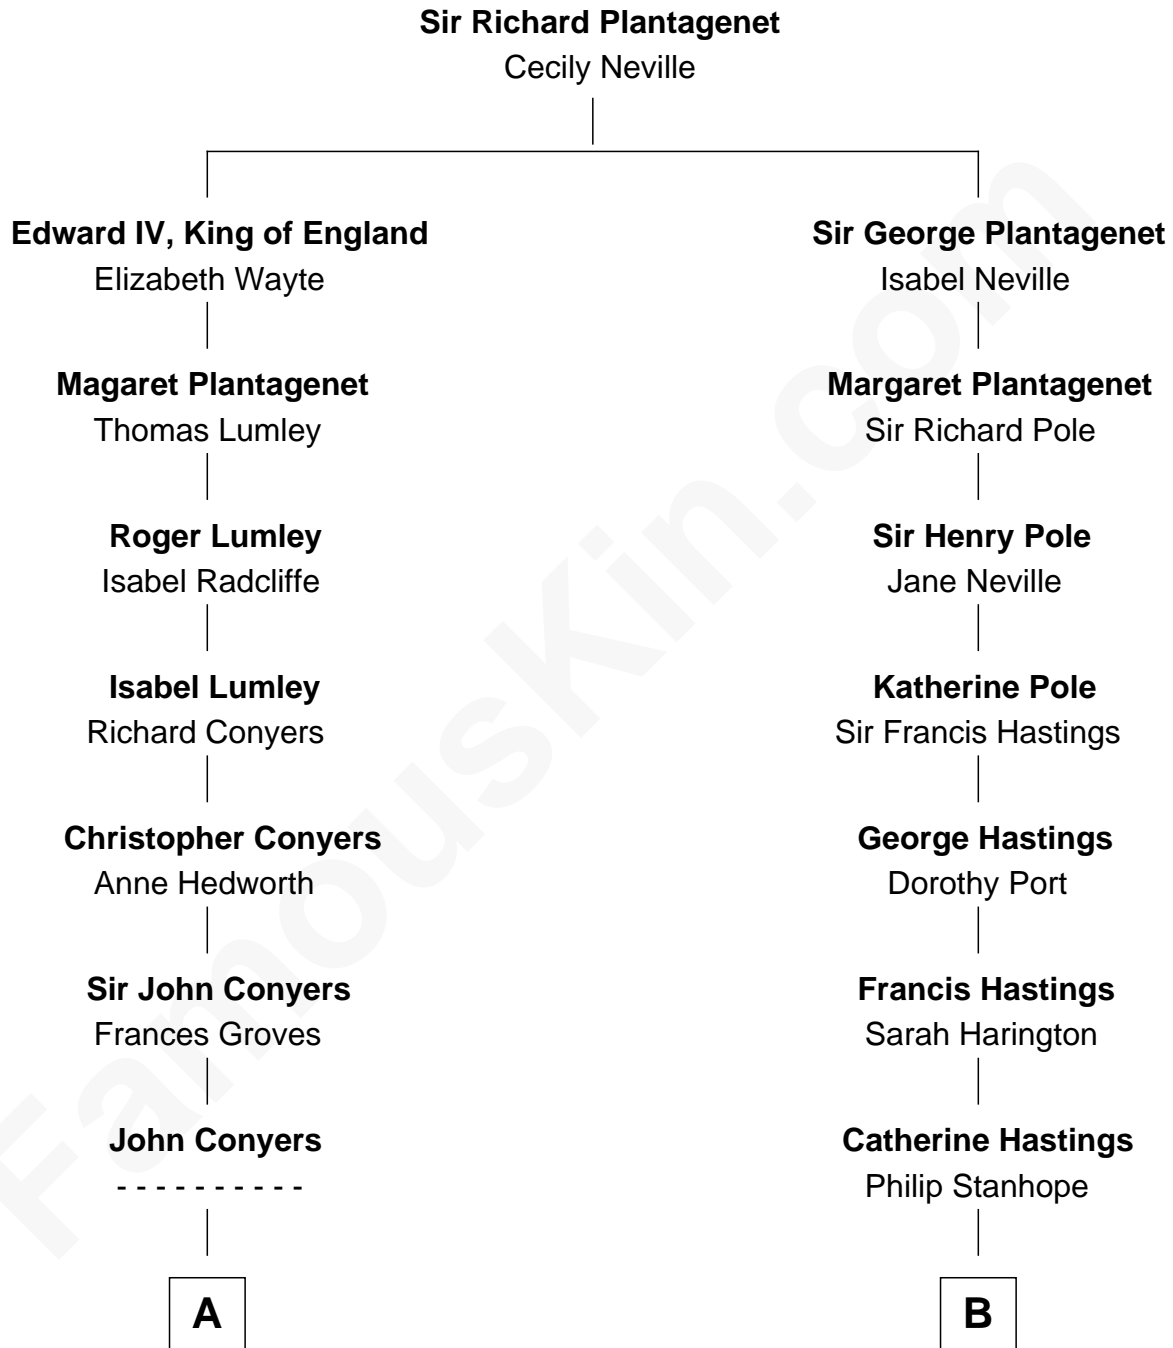 Sir Richard Plantagenet
Cecily Neville
Edward IV, King of England
Elizabeth Wayte
Magaret Plantagenet
Thomas Lumley
Roger Lumley
Isabel Radcliffe
Isabel Lumley
Richard Conyers
Christopher Conyers
Anne Hedworth
Sir John Conyers
Frances Groves
John Conyers
- - - - - - - - - -
A
Sir George Plantagenet
Isabel Neville
Margaret Plantagenet
Sir Richard Pole
Sir Henry Pole
Jane Neville
Katherine Pole
Sir Francis Hastings
George Hastings
Dorothy Port
Francis Hastings
Sarah Harington
Catherine Hastings
Philip Stanhope
B
FamousKin.com